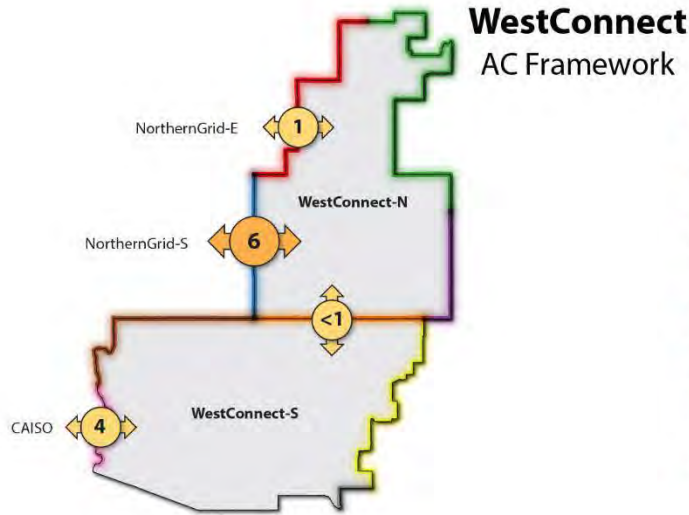 WestConnect
AC Framework
NorthernGrid-E
1
WestConnect-N
NorthernGrid-S
6
<1
WestConnect-S
CAISO
4